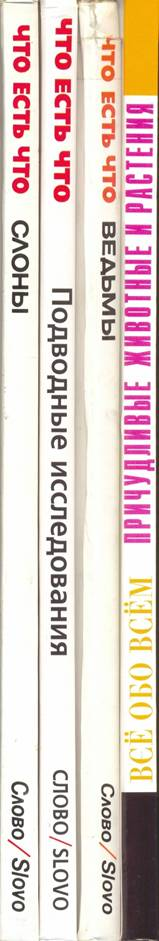 ЧТО ЕСТЬ ЧТО СЛОНЫ Слово/Slovo
ЧТО ЕСТЬ ЧТО Подводные исследования СЛОВО/SLOVO
ЧТО ЕСТЬ ЧТО ВЕДЬМЫ Слово/Slovo
ВСЁ ОБО ВСЁМ ПРИЧУДЛИВЫЕ ЖИВОТНЫЕ И РАСТЕНИЯ